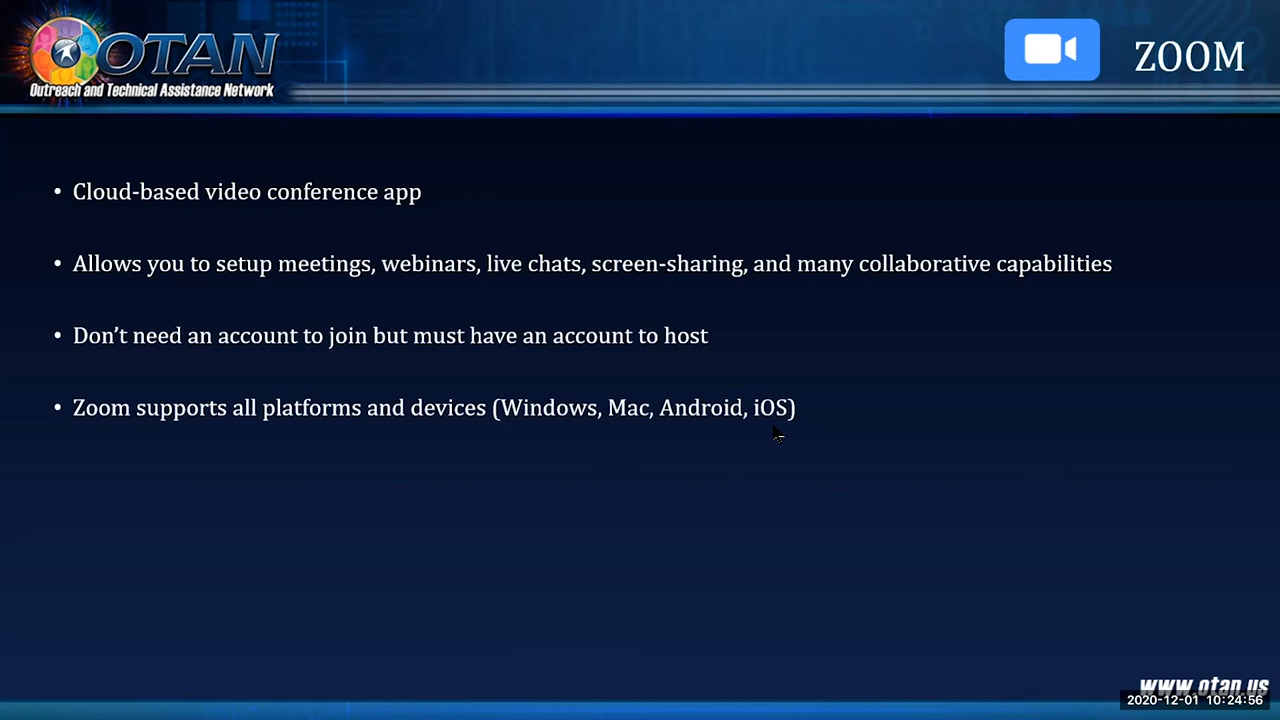 OTAN
Outreach and Technical Assistance Network
ZOOM
• Cloud-based video conference app
• Allows you to setup meetings, webinars, live chats, screen-sharing, and many collaborative capabilities
• Don’t need an account to join but must have an account to host
• Zoom supports all platforms and devices (Windows, Mac, Android, iOS)
www.otan.us
2020-12-01 10:24:56